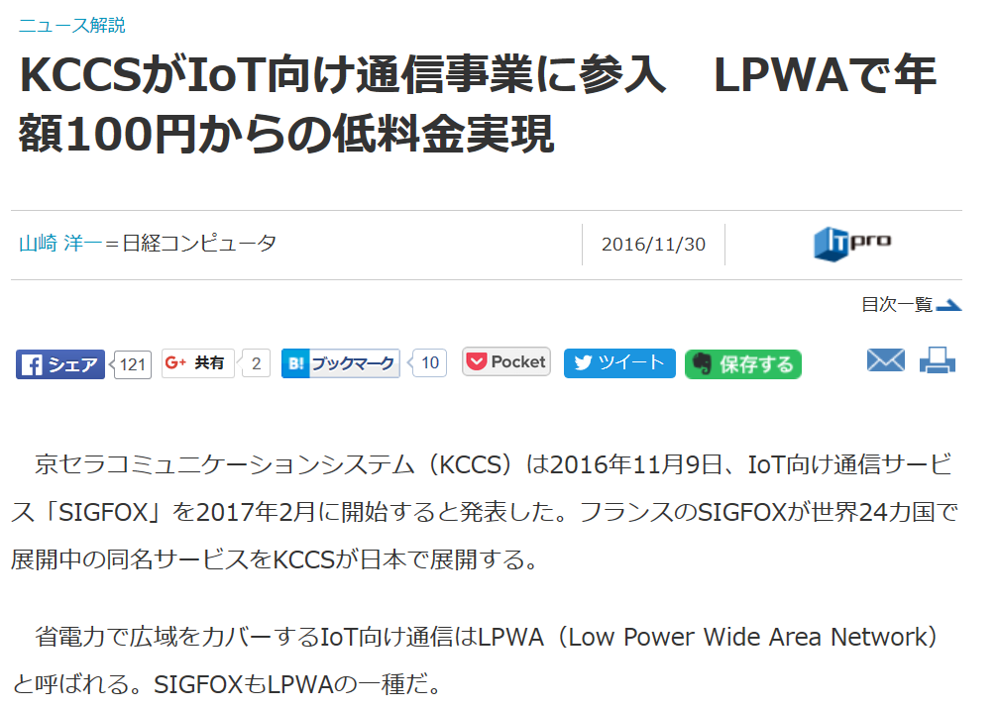 ニュース解説
KCCSがIoT向け通信事業に参入　LPWAで年
額100円からの低料金実現
山崎 洋一＝日経コンピュータ
2016/11/30
ITpro
目次一覧
シェア 121 G+ 共有 2 B! ブックマーク 10 Pocket ツイート 保存する
　京セラコミュニケーションシステム（KCCS）は2016年11月9日、IoT向け通信サービ
ス「SIGFOX」を2017年2月に開始すると発表した。フランスのSIGFOXが世界24カ国で
展開中の同名サービスをKCCSが日本で展開する。
　省電力で広域をカバーするIoT向け通信はLPWA（Low Power Wide Area Network）
と呼ばれる。SIGFOXもLPWAの一種だ。